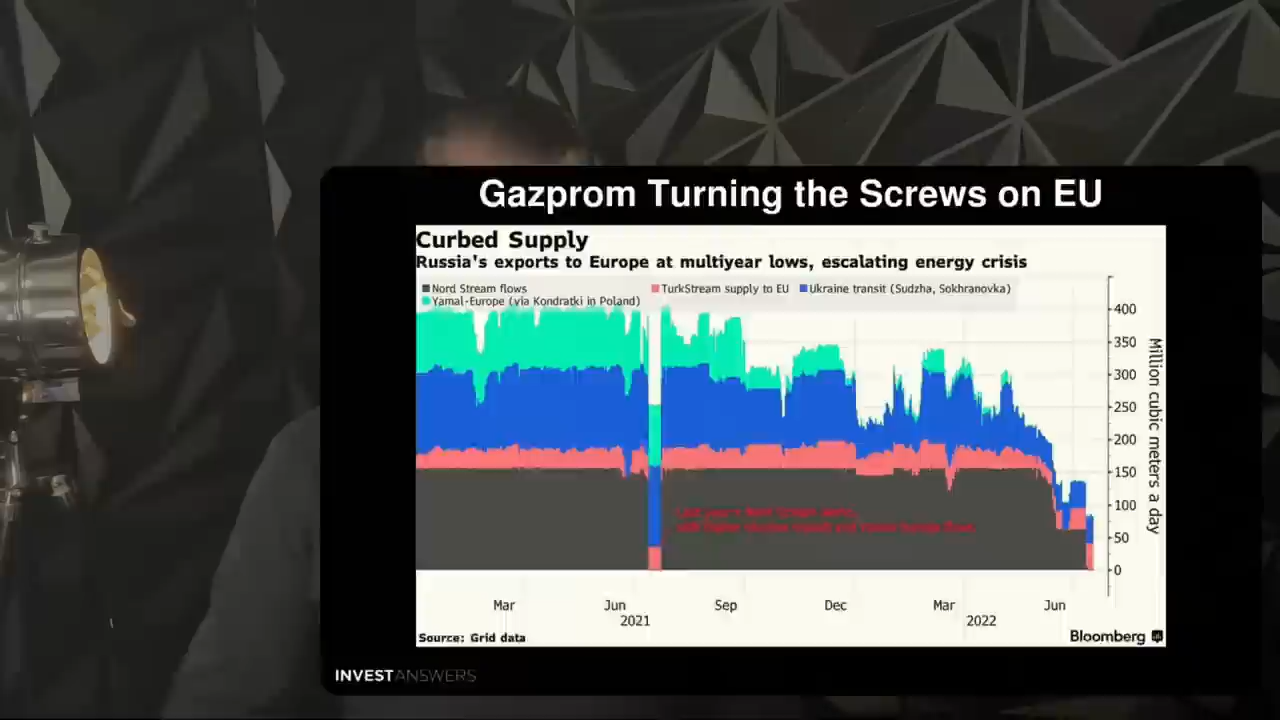 Gazprom Turning the Screws on EU
Curbed Supply
Russia's exports to Europe at multiyear lows, escalating energy crisis
Nord Stream flows TurkStream supply to EU Ukraine transit (Sudzha, Sokhranovka)
Yamal-Europe (via Kondratki in Poland)
400
350
300
250
200
150
100
50
0
Million cubic meters a day
Mar Jun Sep Dec Mar Jun
2021 2022
Source: Grid data
Bloomberg
INVESTANSWERS